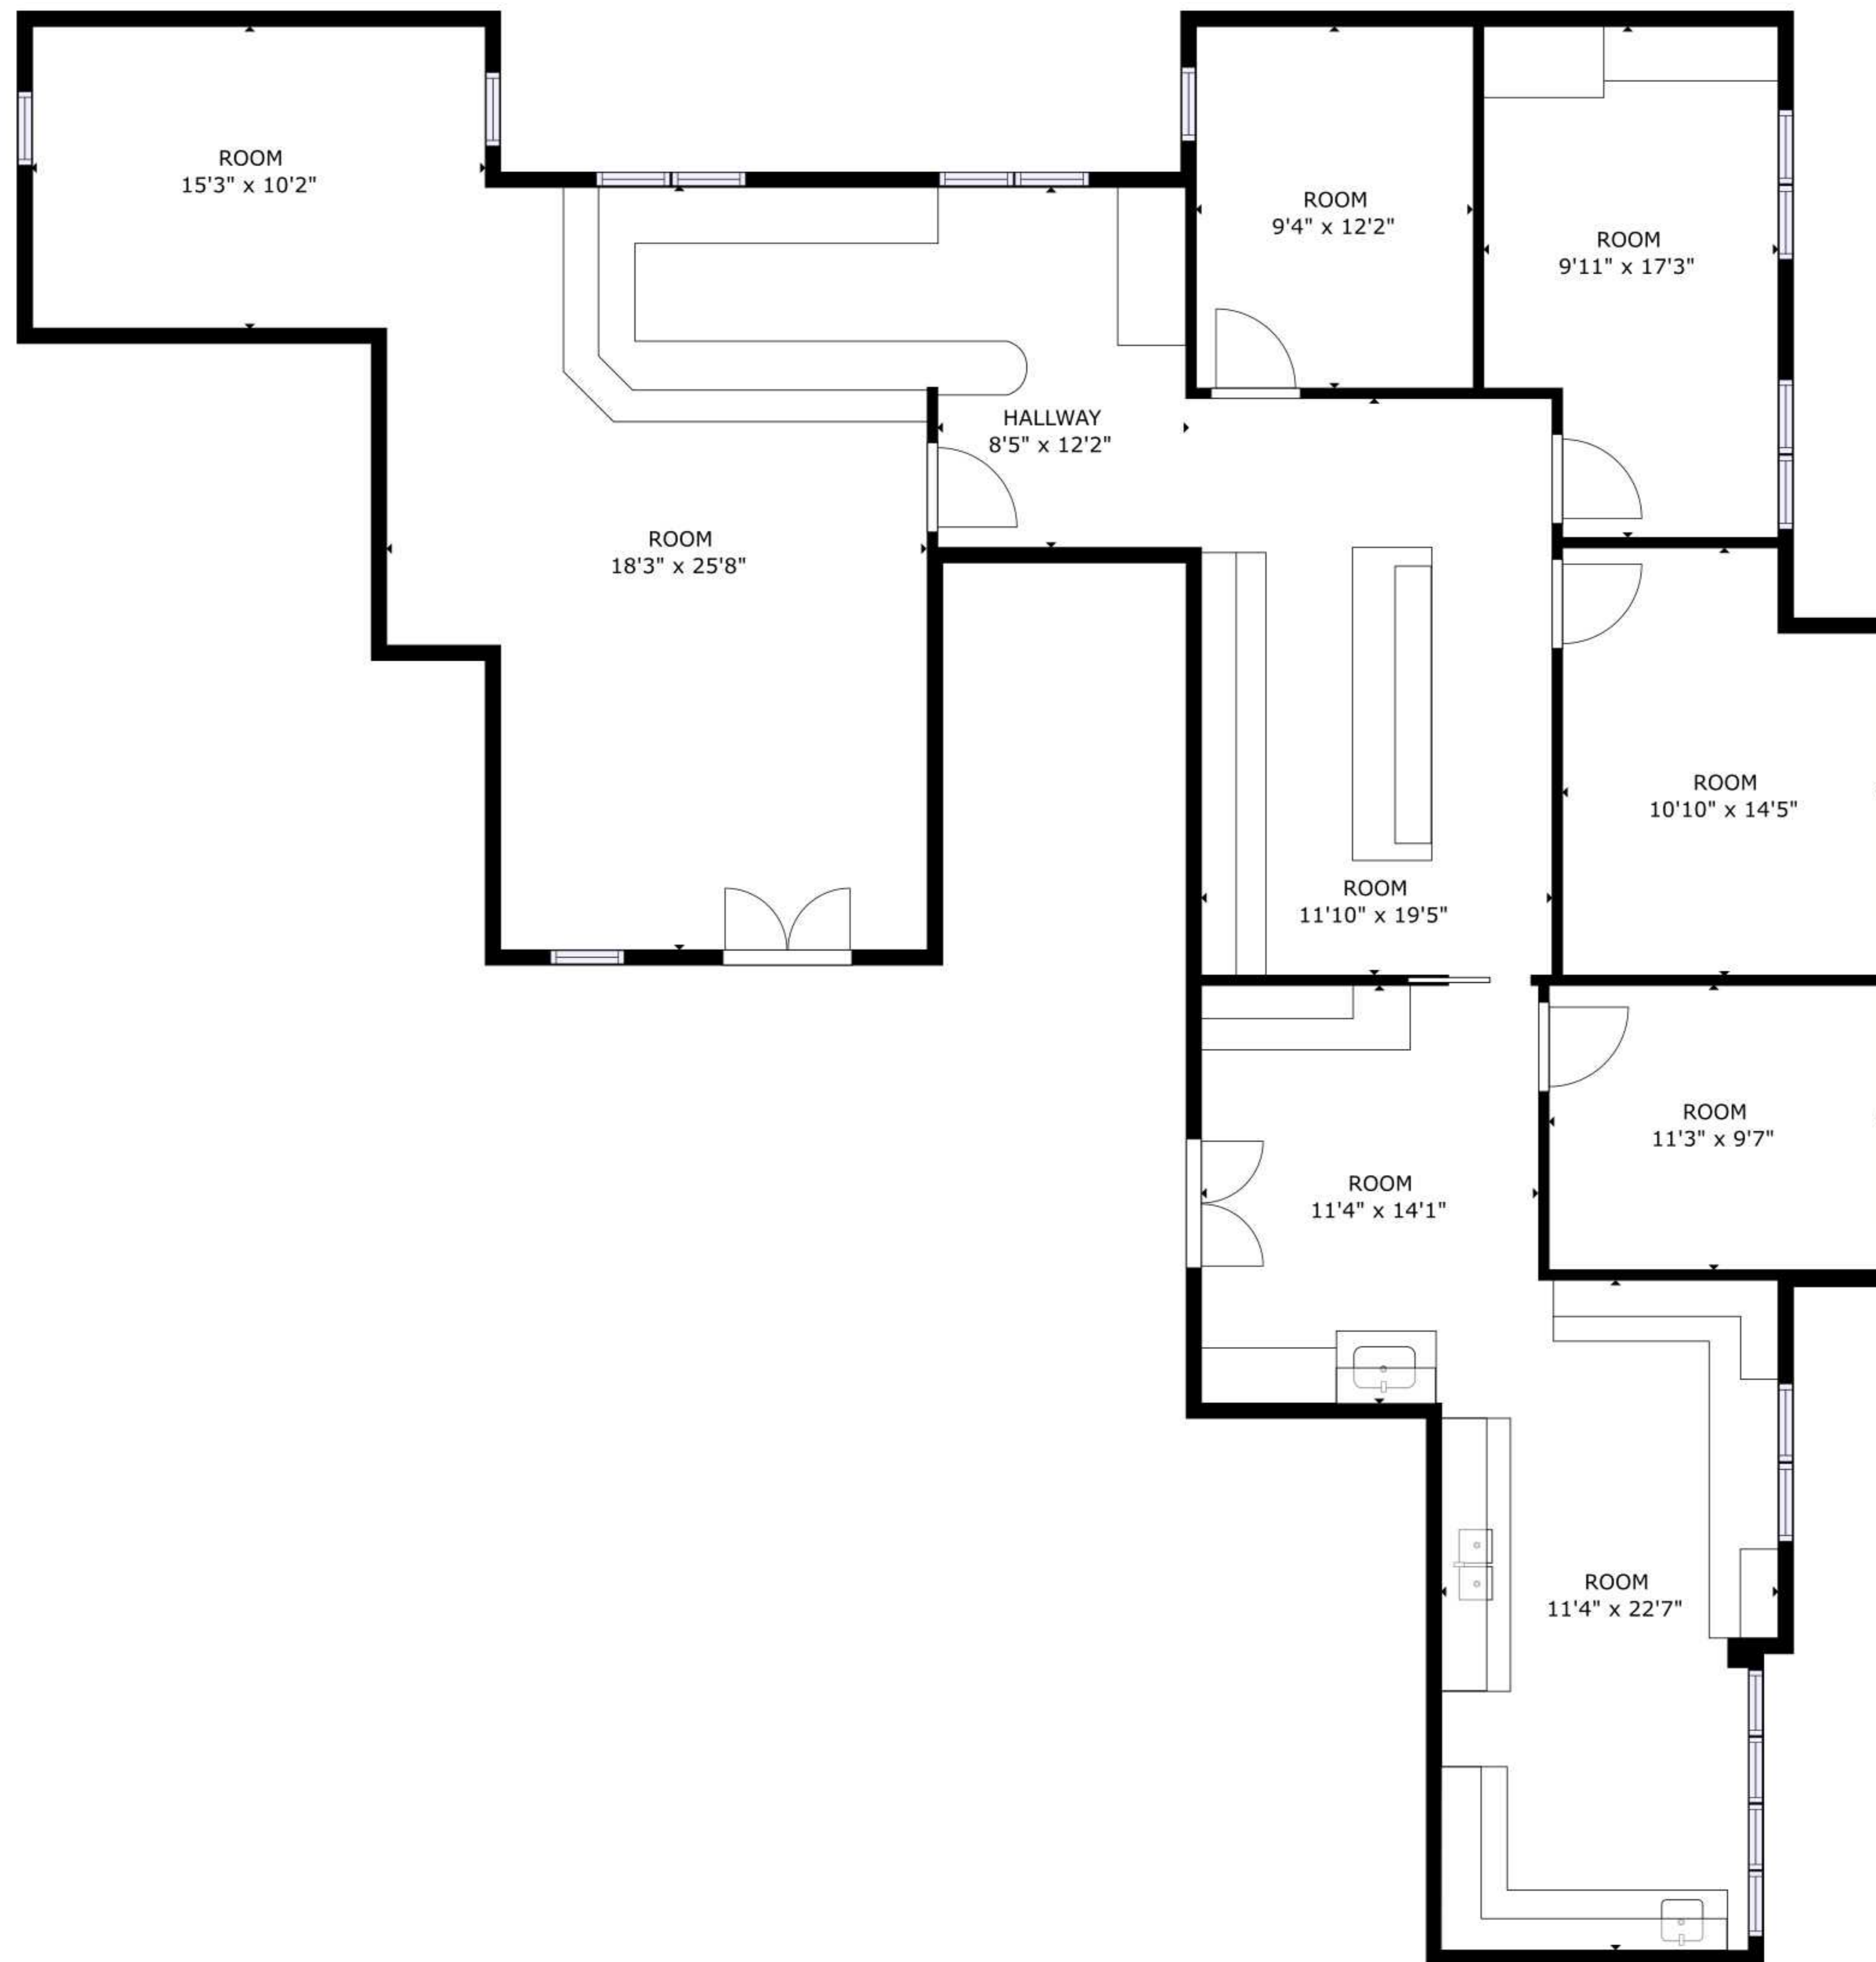 ROOM
15'3" x 10'2"
ROOM
9'4" x 12'2"
ROOM
9'11" x 17'3"
HALLWAY
8'5" x 12'2"
ROOM
18'3" x 25'8"
ROOM
10'10" x 14'5"
ROOM
11'10" x 19'5"
ROOM
11'3" x 9'7"
ROOM
11'4" x 14'1"
ROOM
11'4" x 22'7"